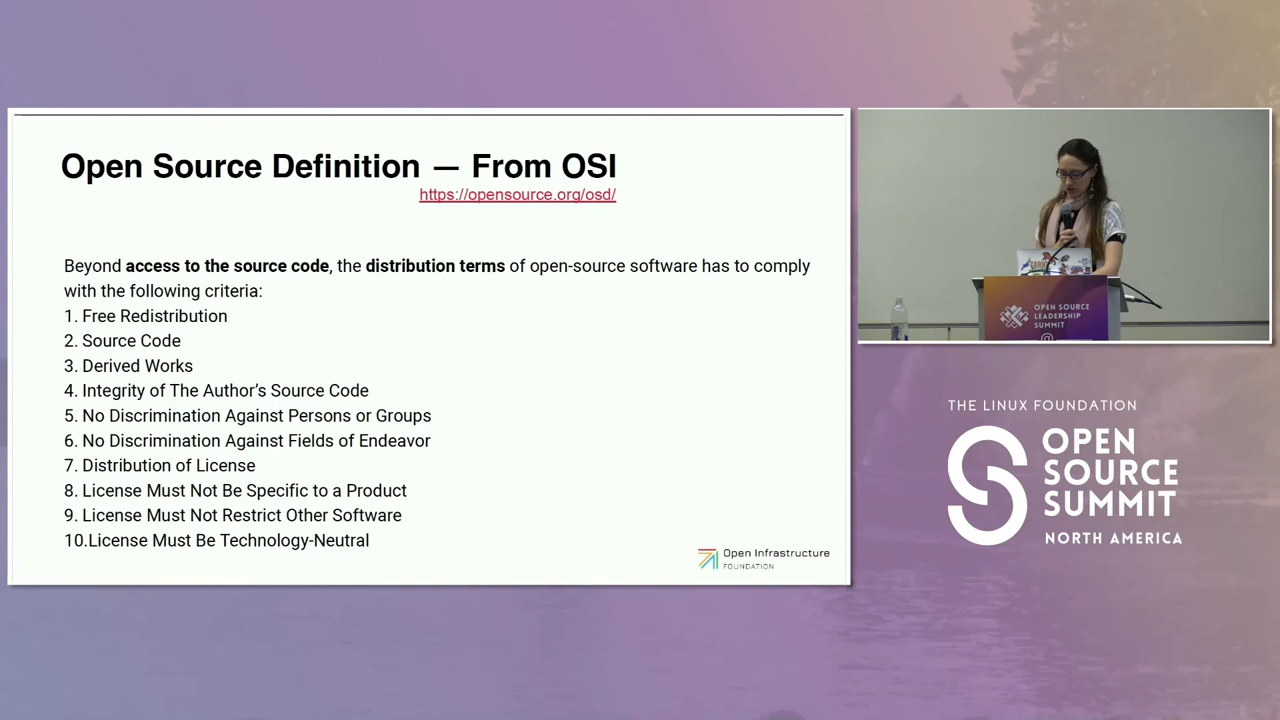 Open Source Definition — From OSI
https://opensource.org/osd/
Beyond access to the source code, the distribution terms of open-source software has to comply
with the following criteria:
1. Free Redistribution
2. Source Code
3. Derived Works
4. Integrity of The Author's Source Code
5. No Discrimination Against Persons or Groups
6. No Discrimination Against Fields of Endeavor
7. Distribution of License
8. License Must Not Be Specific to a Product
9. License Must Not Restrict Other Software
10.License Must Be Technology-Neutral
Open Infrastructure
FOUNDATION
OPEN SOURCE
LEADERSHIP
SUMMIT
THE LINUX FOUNDATION
OPEN
SOURCE
SUMMIT
NORTH AMERICA